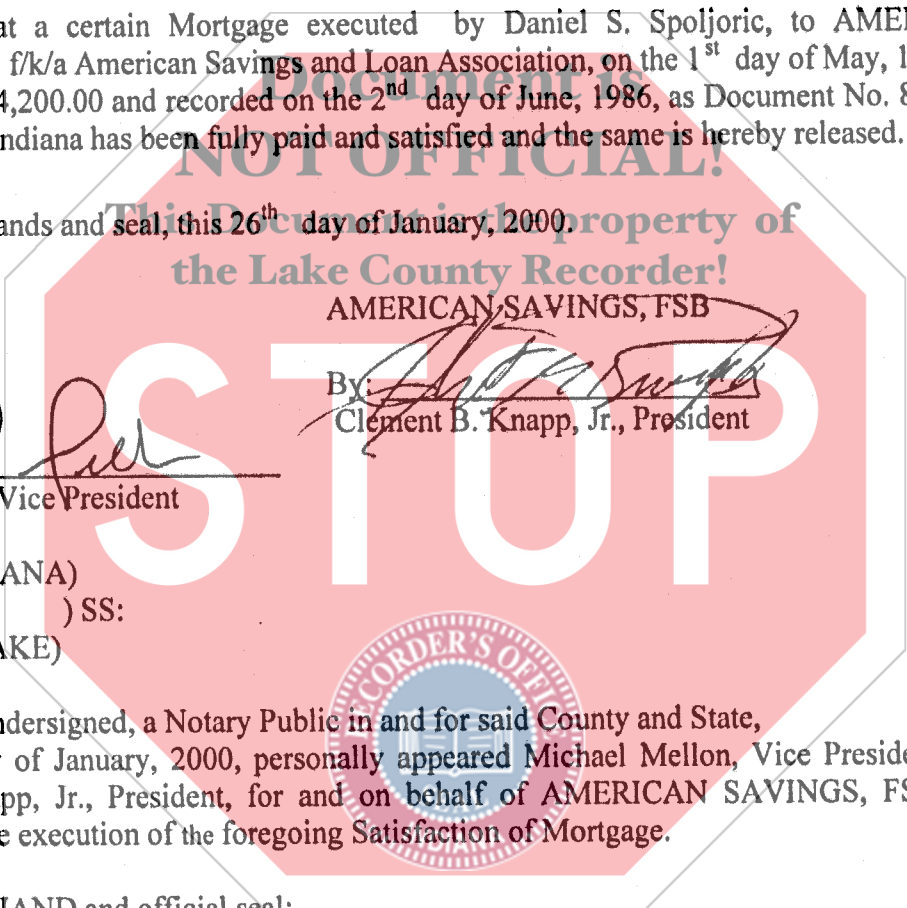 at a certain Mortgage executed by Daniel S. Spoljoric, to AME
f/k/a American Savings and Loan Association, on the 1st day of May, 1
4,200.00 and recorded on the 2nd day of June, 1986, as Document No. 8
ndiana has been fully paid and satisfied and the same is hereby released.
Document is
NOT OFFICIAL!
ands and seal, this 26th day of January, 2000.
This Document is the property of
the Lake County Recorder!
AMERICAN SAVINGS, FSB
By:
Clement B. Knapp, Jr., President
Vice President
STOP
ANA)
) SS:
AKE)
RECORDER'S OFFICE
ndersigned, a Notary Public in and for said County and State,
of January, 2000, personally appeared Michael Mellon, Vice Preside
pp, Jr., President, for and on behalf of AMERICAN SAVINGS, FS
e execution of the foregoing Satisfaction of Mortgage.
HAND and official seal: